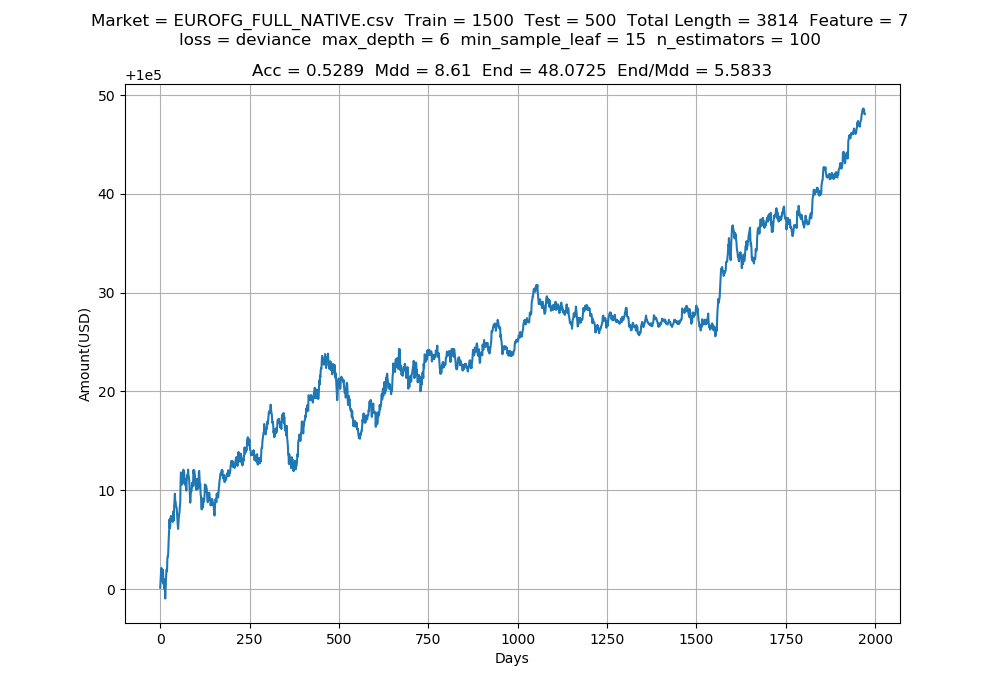 Market = EUROFG_FULL_NATIVE.csv  Train = 1500  Test = 500  Total Length = 3814  Feature = 7
loss = deviance  max_depth = 6  min_sample_leaf = 15  n_estimators = 100
Acc = 0.5289  Mdd = 8.61  End = 48.0725  End/Mdd = 5.5833
+1e5
50
40
30
20
10
0
Amount(USD)
0 250 500 750 1000 1250 1500 1750 2000
Days